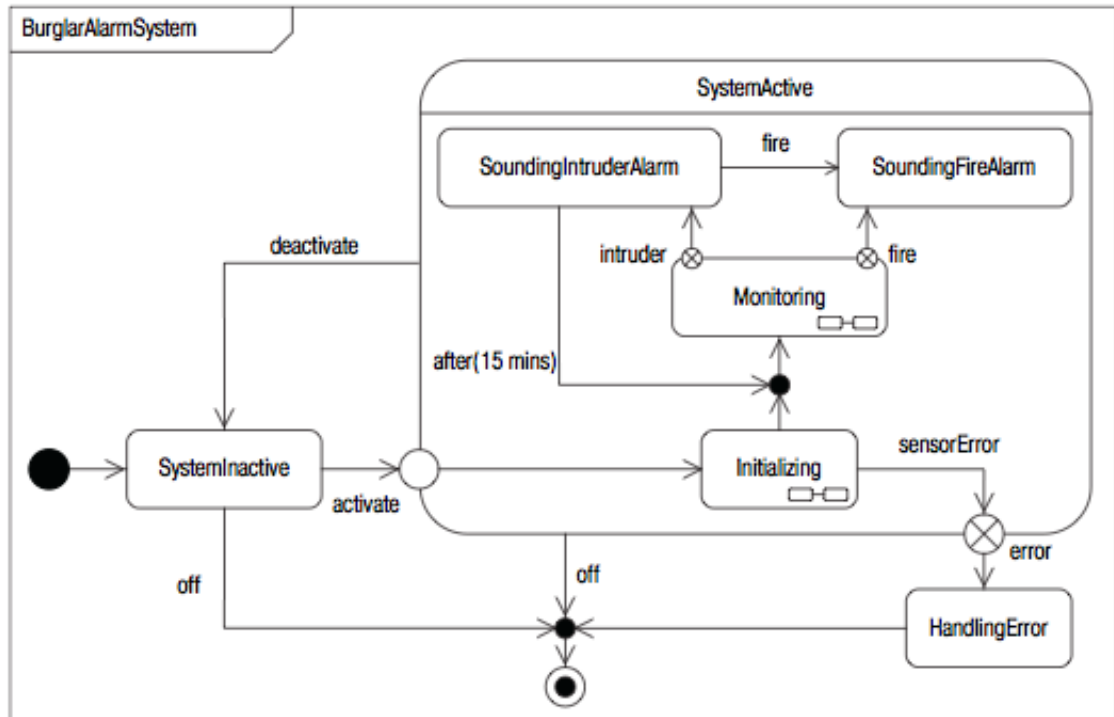 BurglarAlarmSystem
SystemActive
SoundingIntruderAlarm
fire
SoundingFireAlarm
deactivate
intruder
fire
Monitoring
after(15 mins)
SystemInactive
activate
Initializing
sensorError
error
off
off
HandlingError